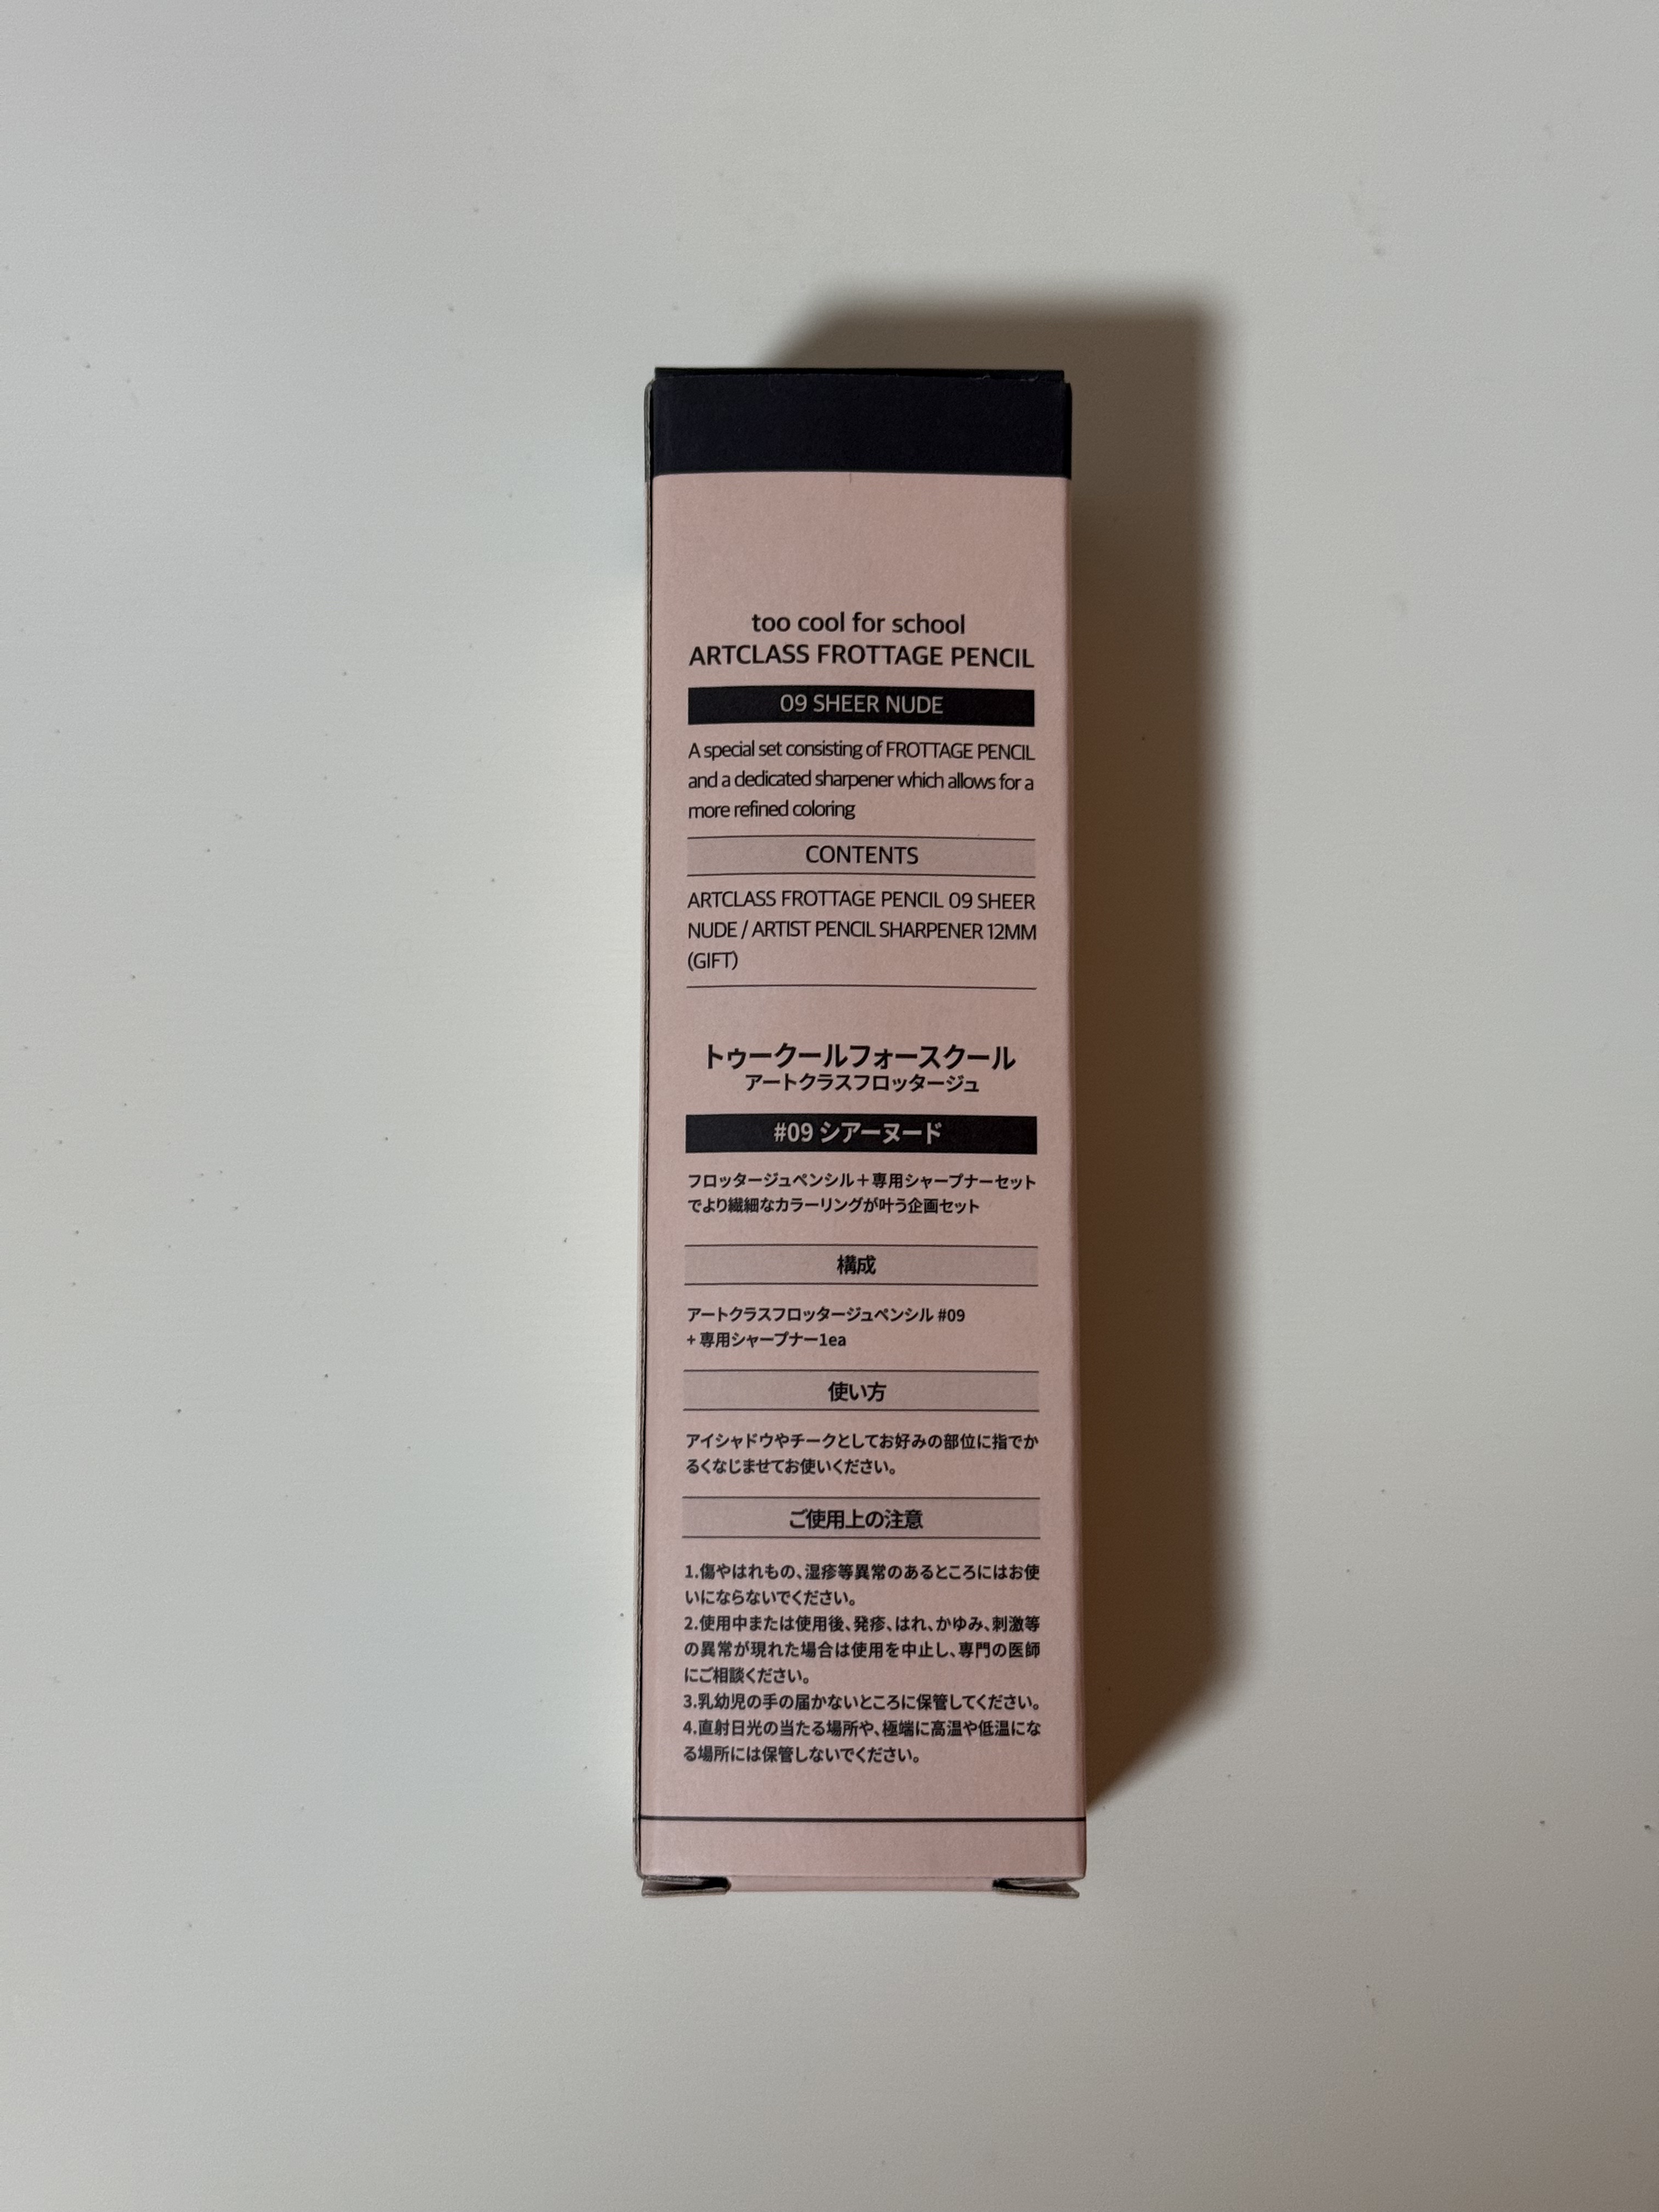 too cool for school
ARTCLASS FROTTAGE PENCIL
09 SHEER NUDE
A special set consisting of FROTTAGE PENCIL
and a dedicated sharpener which allows for a
more refined coloring
CONTENTS
ARTCLASS FROTTAGE PENCIL 09 SHEER
NUDE / ARTIST PENCIL SHARPENER 12MM
(GIFT)
トゥークールフォースクール
アートクラスフロッタージュ
#09 シアーヌード
フロッタージュペンシル＋専用シャープナーセット
でより繊細なカラーリングが叶う企画セット
構成
アートクラスフロッタージュペンシル #09
+ 専用シャープナー1ea
使い方
アイシャドウやチークとしてお好みの部位に指でか
るくなじませてお使いください。
ご使用上の注意
1.傷やはれもの、湿疹等異常のあるところにはお使
いにならないでください。
2.使用中または使用後、発疹、はれ、かゆみ、刺激等
の異常が現れた場合は使用を中止し、専門の医師
にご相談ください。
3.乳幼児の手の届かないところに保管してください。
4.直射日光の当たる場所や、極端に高温や低温にな
る場所には保管しないでください。